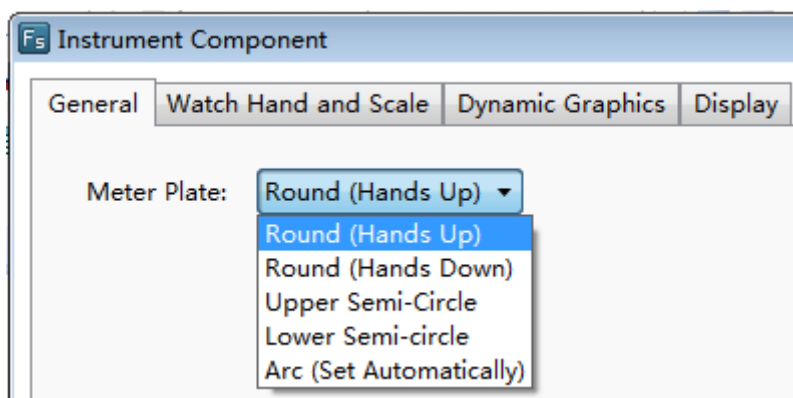 Fs Instrument Component
General Watch Hand and Scale Dynamic Graphics Display
Meter Plate: Round (Hands Up)
Round (Hands Up)
Round (Hands Down)
Upper Semi-Circle
Lower Semi-circle
Arc (Set Automatically)